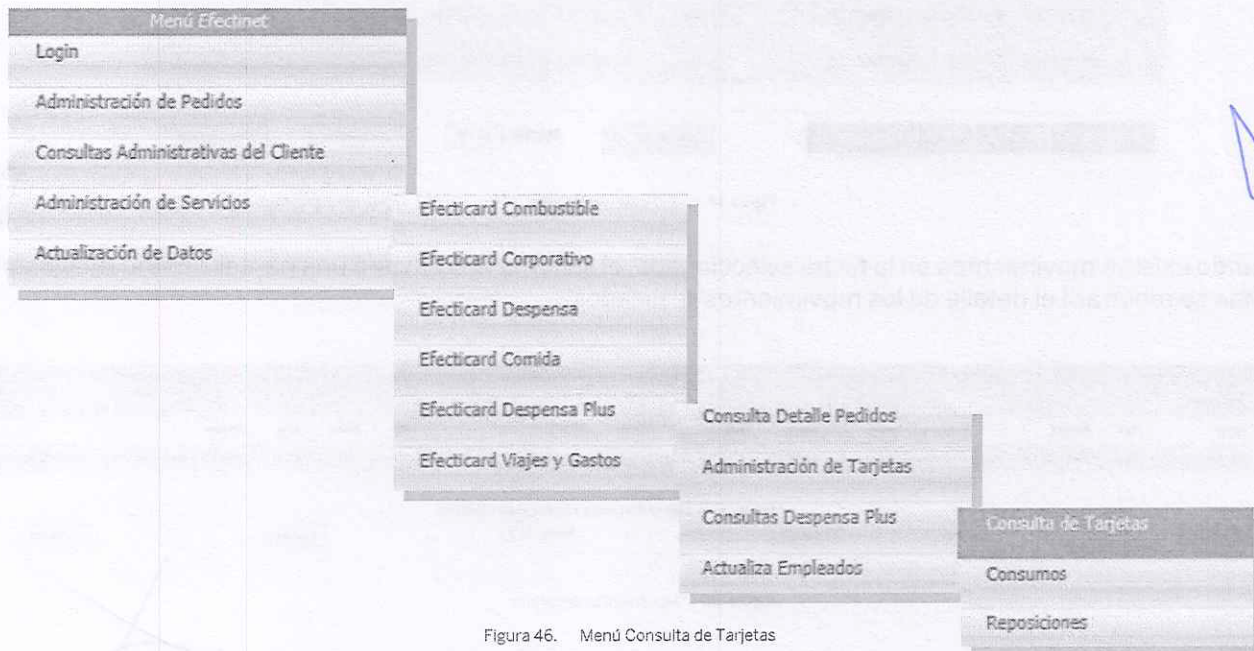 Menú Efectinet
Login
Administración de Pedidos
Consultas Administrativas del Cliente
Administración de Servicios
Actualización de Datos
Efecticard Combustible
Efecticard Corporativo
Efecticard Despensa
Efecticard Comida
Efecticard Despensa Plus
Efecticard Viajes y Gastos
Consulta Detalle Pedidos
Administración de Tarjetas
Consultas Despensa Plus
Actualiza Empleados
Consulta de Tarjetas
Consumos
Reposiciones
Figura 46. Menú Consulta de Tarjetas